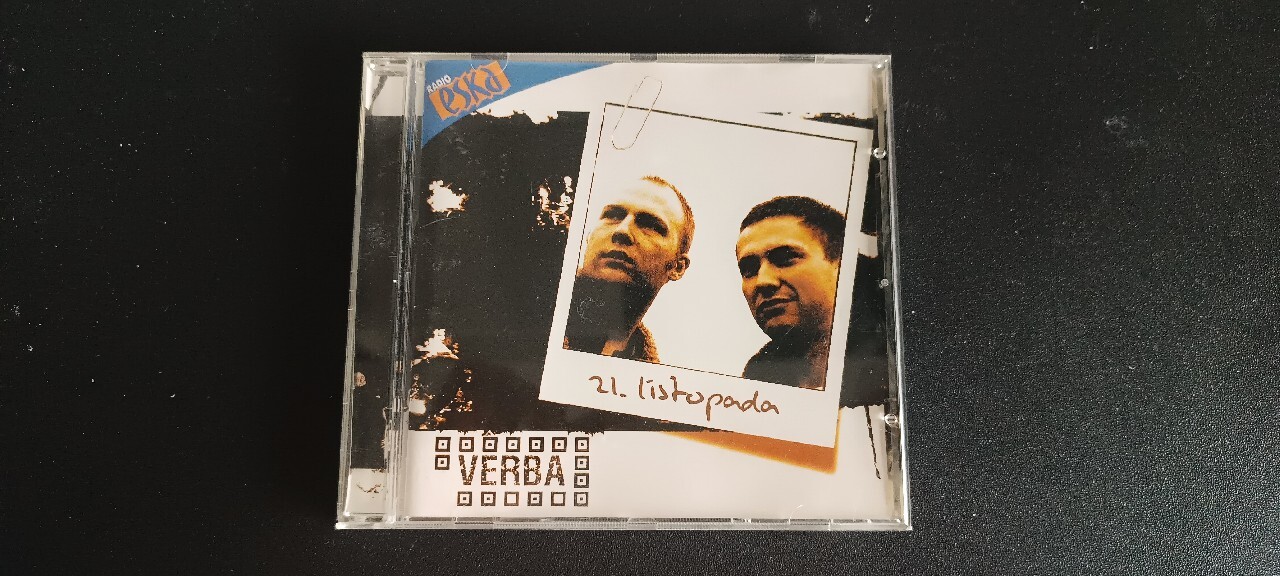 RADIO
eska
21. listopada
VERBA